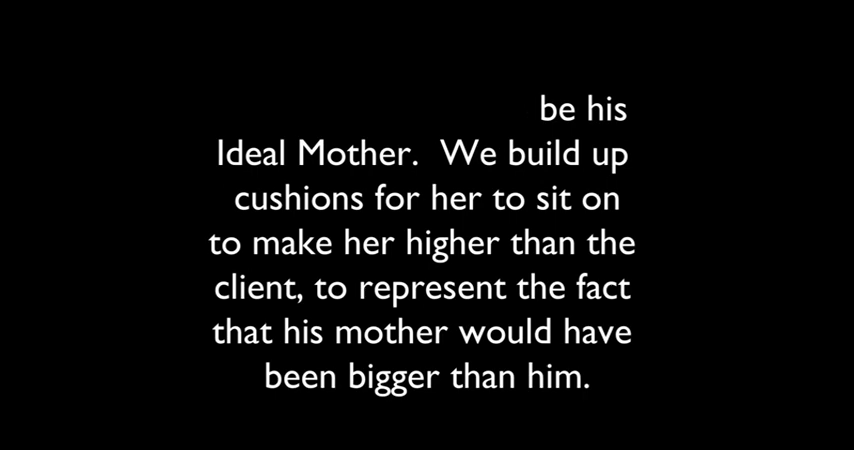 be his
Ideal Mother.  We build up
cushions for her to sit on
to make her higher than the
client, to represent the fact
that his mother would have
been bigger than him.